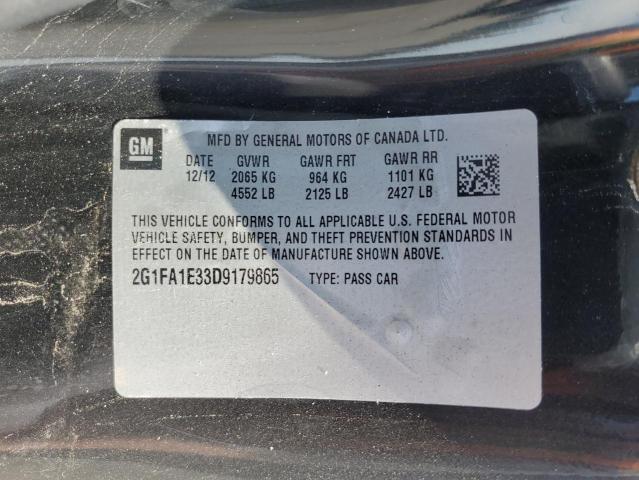 GM
MFD BY GENERAL MOTORS OF CANADA LTD.
DATE GVWR GAWR FRT GAWR RR
12/12 2065 KG 964 KG 1101 KG
4552 LB 2125 LB 2427 LB
THIS VEHICLE CONFORMS TO ALL APPLICABLE U.S. FEDERAL MOTOR
VEHICLE SAFETY, BUMPER, AND THEFT PREVENTION STANDARDS IN
EFFECT ON THE DATE OF MANUFACTURE SHOWN ABOVE.
2G1FA1E33D9179865 TYPE: PASS CAR